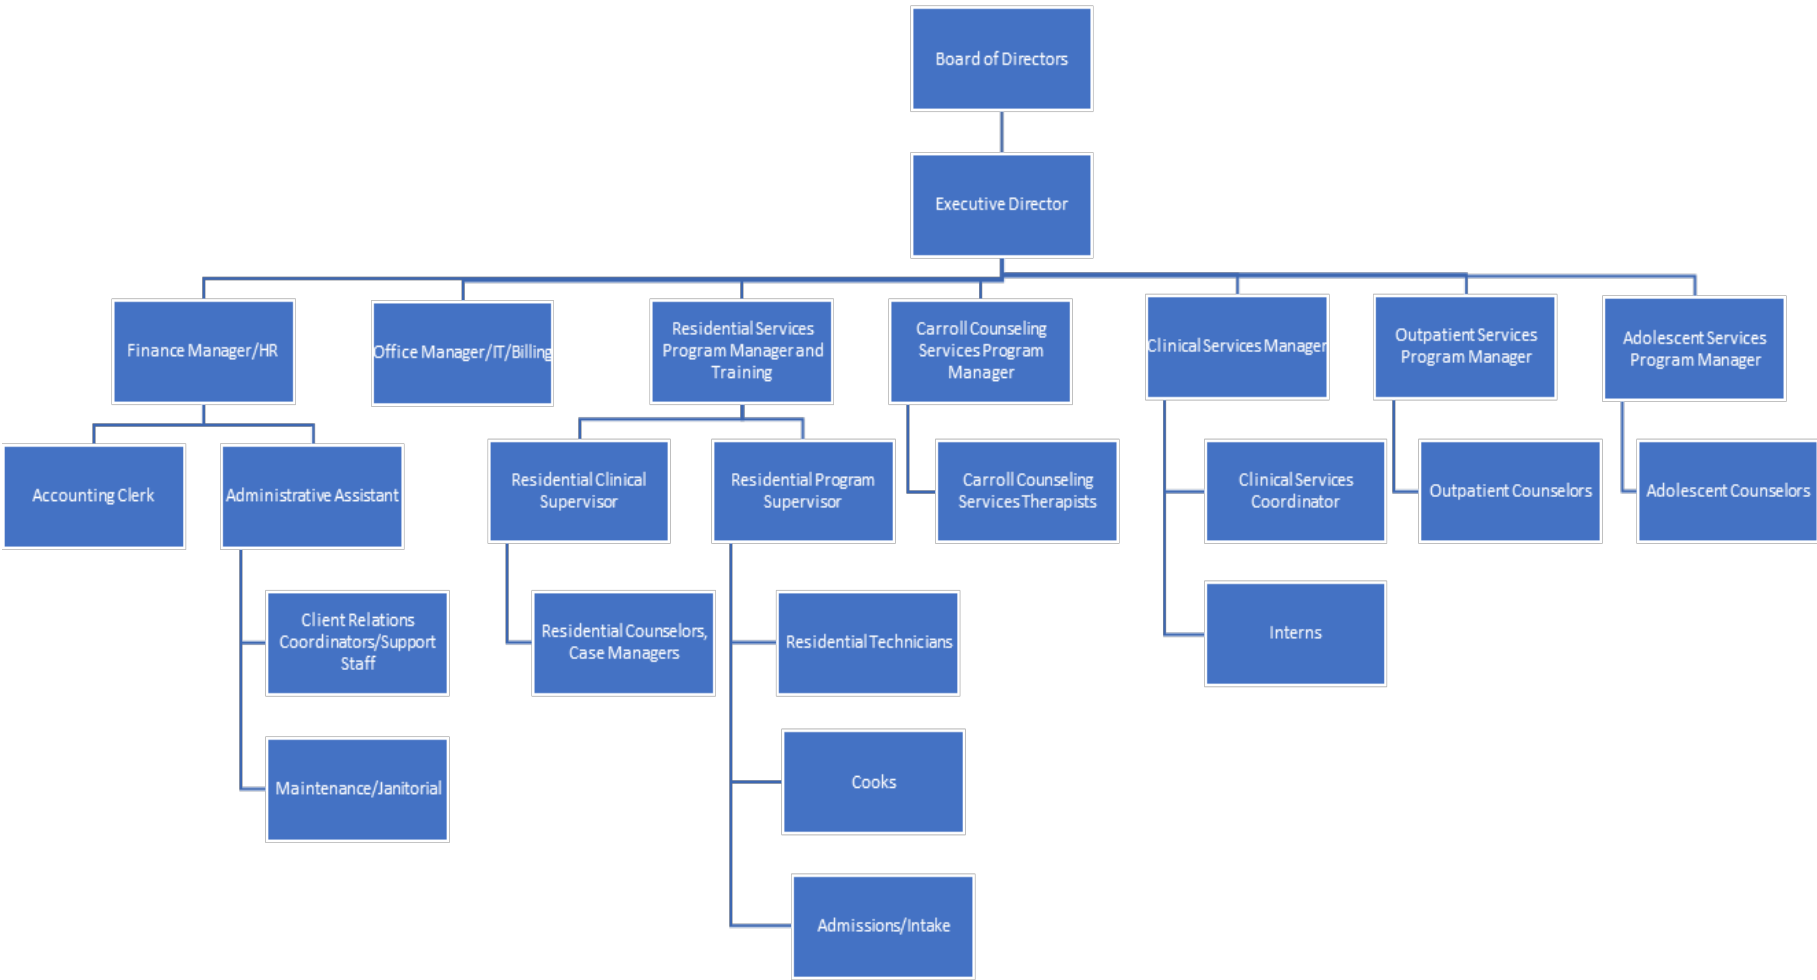 Board of Directors
Executive Director
Finance Manager/HR
Office Manager/IT/Billing
Residential Services
Program Manager and
Training
Carroll Counseling
Services Program
Manager
Clinical Services Manager
Outpatient Services
Program Manager
Adolescent Services
Program Manager
Accounting Clerk
Administrative Assistant
Residential Clinical
Supervisor
Residential Program
Supervisor
Carroll Counseling
Services Therapists
Clinical Services
Coordinator
Outpatient Counselors
Adolescent Counselors
Client Relations
Coordinators/Support
Staff
Residential Counselors,
Case Managers
Residential Technicians
Interns
Maintenance/Janitorial
Cooks
Admissions/Intake